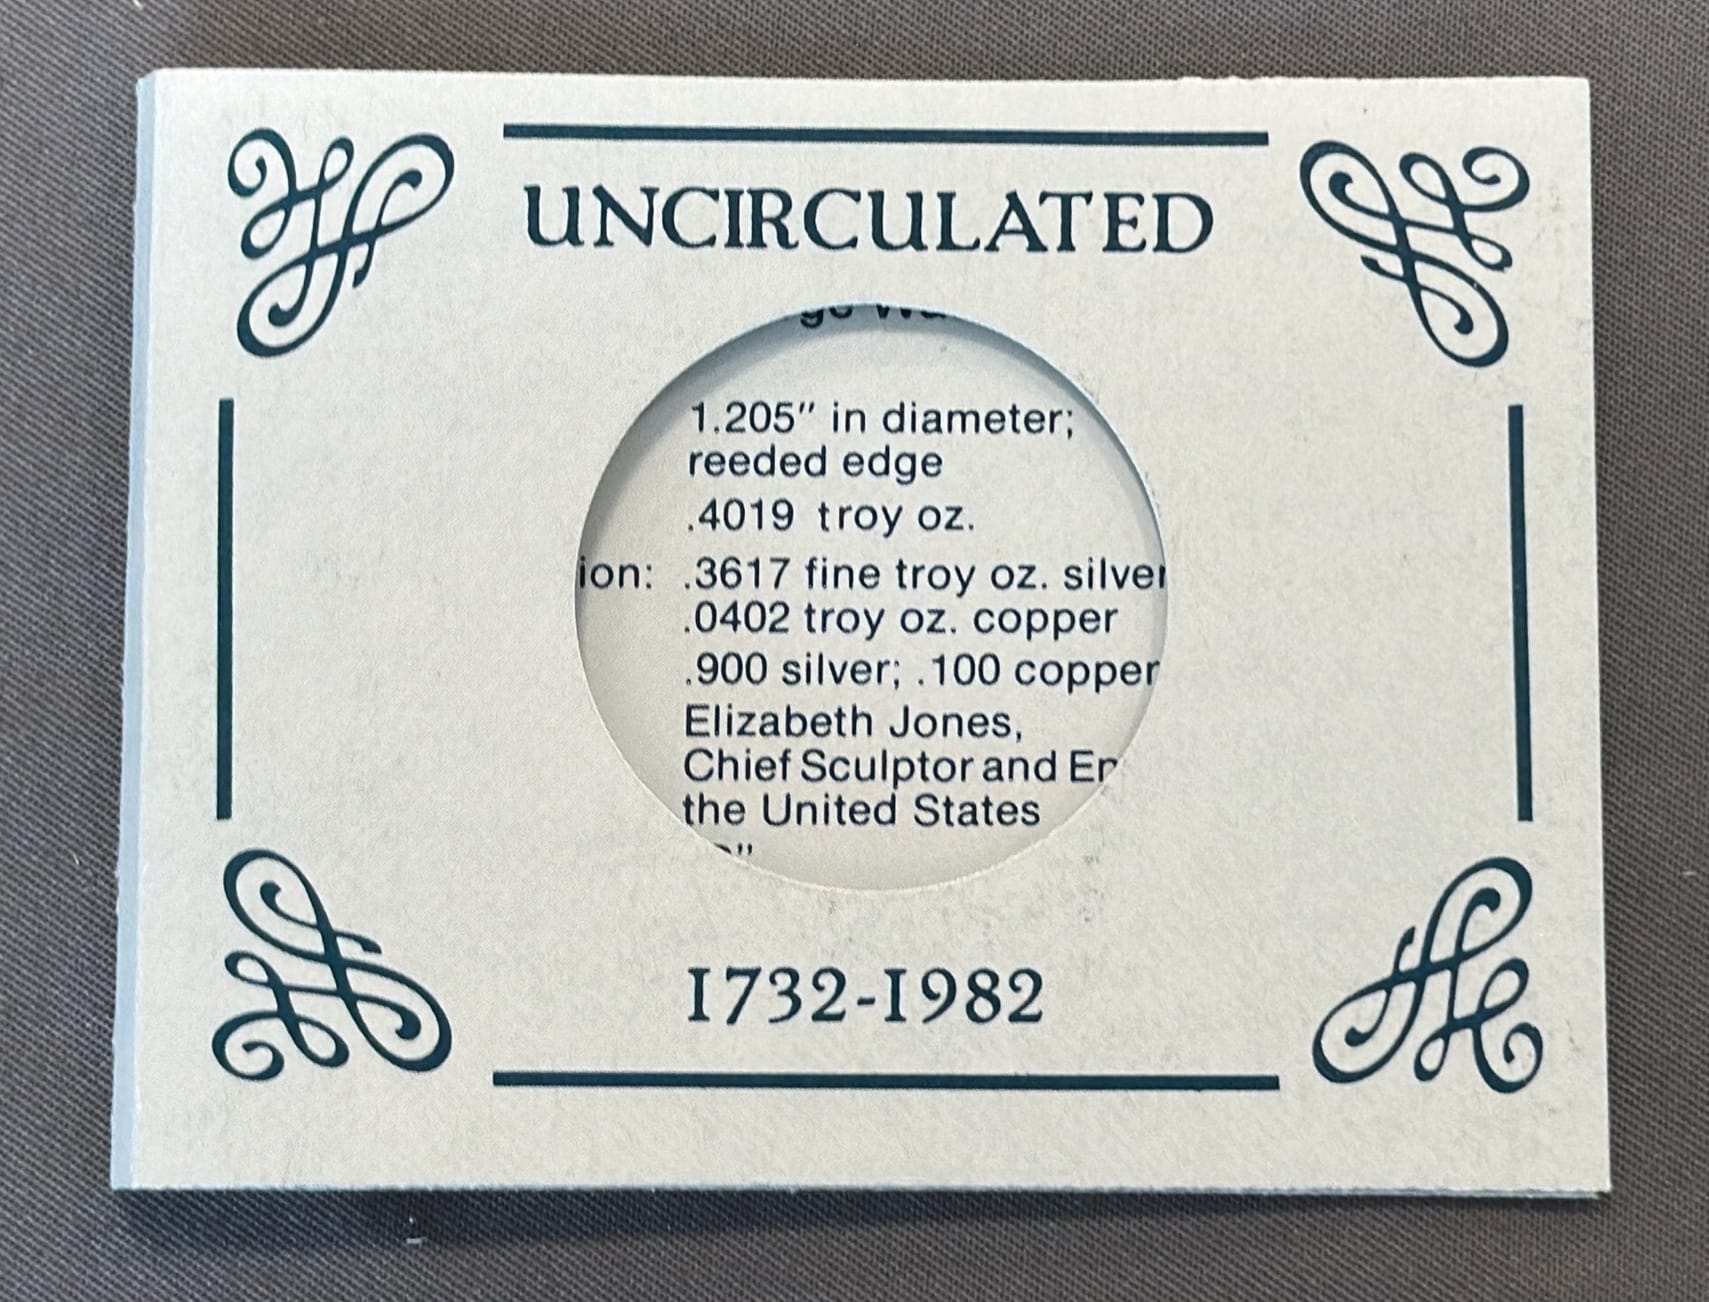 UNCIRCULATED
1.205" in diameter;
reeded edge
.4019 troy oz.
ion: .3617 fine troy oz. silver
.0402 troy oz. copper
.900 silver; .100 copper
Elizabeth Jones,
Chief Sculptor and En
the United States
1732-1982